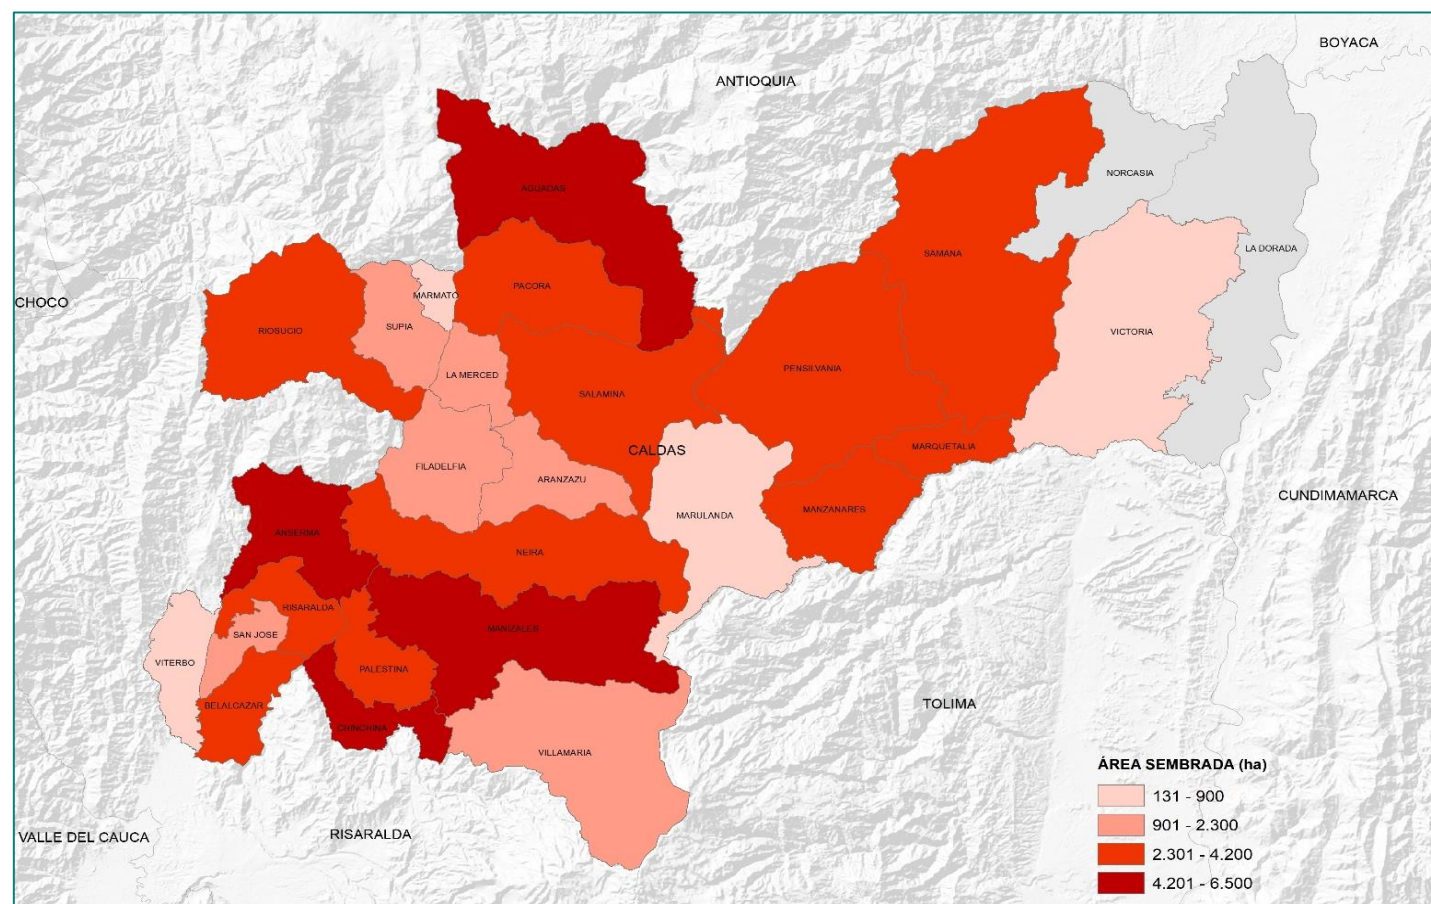 BOYACA
ANTIOQUIA
NORCASIA
AGUADAS
LA DORADA
SAMANA
PACORA
MARMATO
CHOCO
SUPIA
RIOSUCIO
VICTORIA
PENSILVANIA
LA MERCED
SALAMINA
MARQUETALIA
CALDAS
FILADELFIA
ARANZAZU
CUNDIMAMARCA
MANZANARES
MARULANDA
ANSERMA
NEIRA
RISARALDA
MANIZALES
SAN JOSE
VITERBO
PALESTINA
BELALCAZAR
TOLIMA
CHINCHINA
VILLAMARIA
ÁREA SEMBRADA (ha)
131 - 900
901 - 2.300
2.301 - 4.200
4.201 - 6.500
RISARALDA
VALLE DEL CAUCA